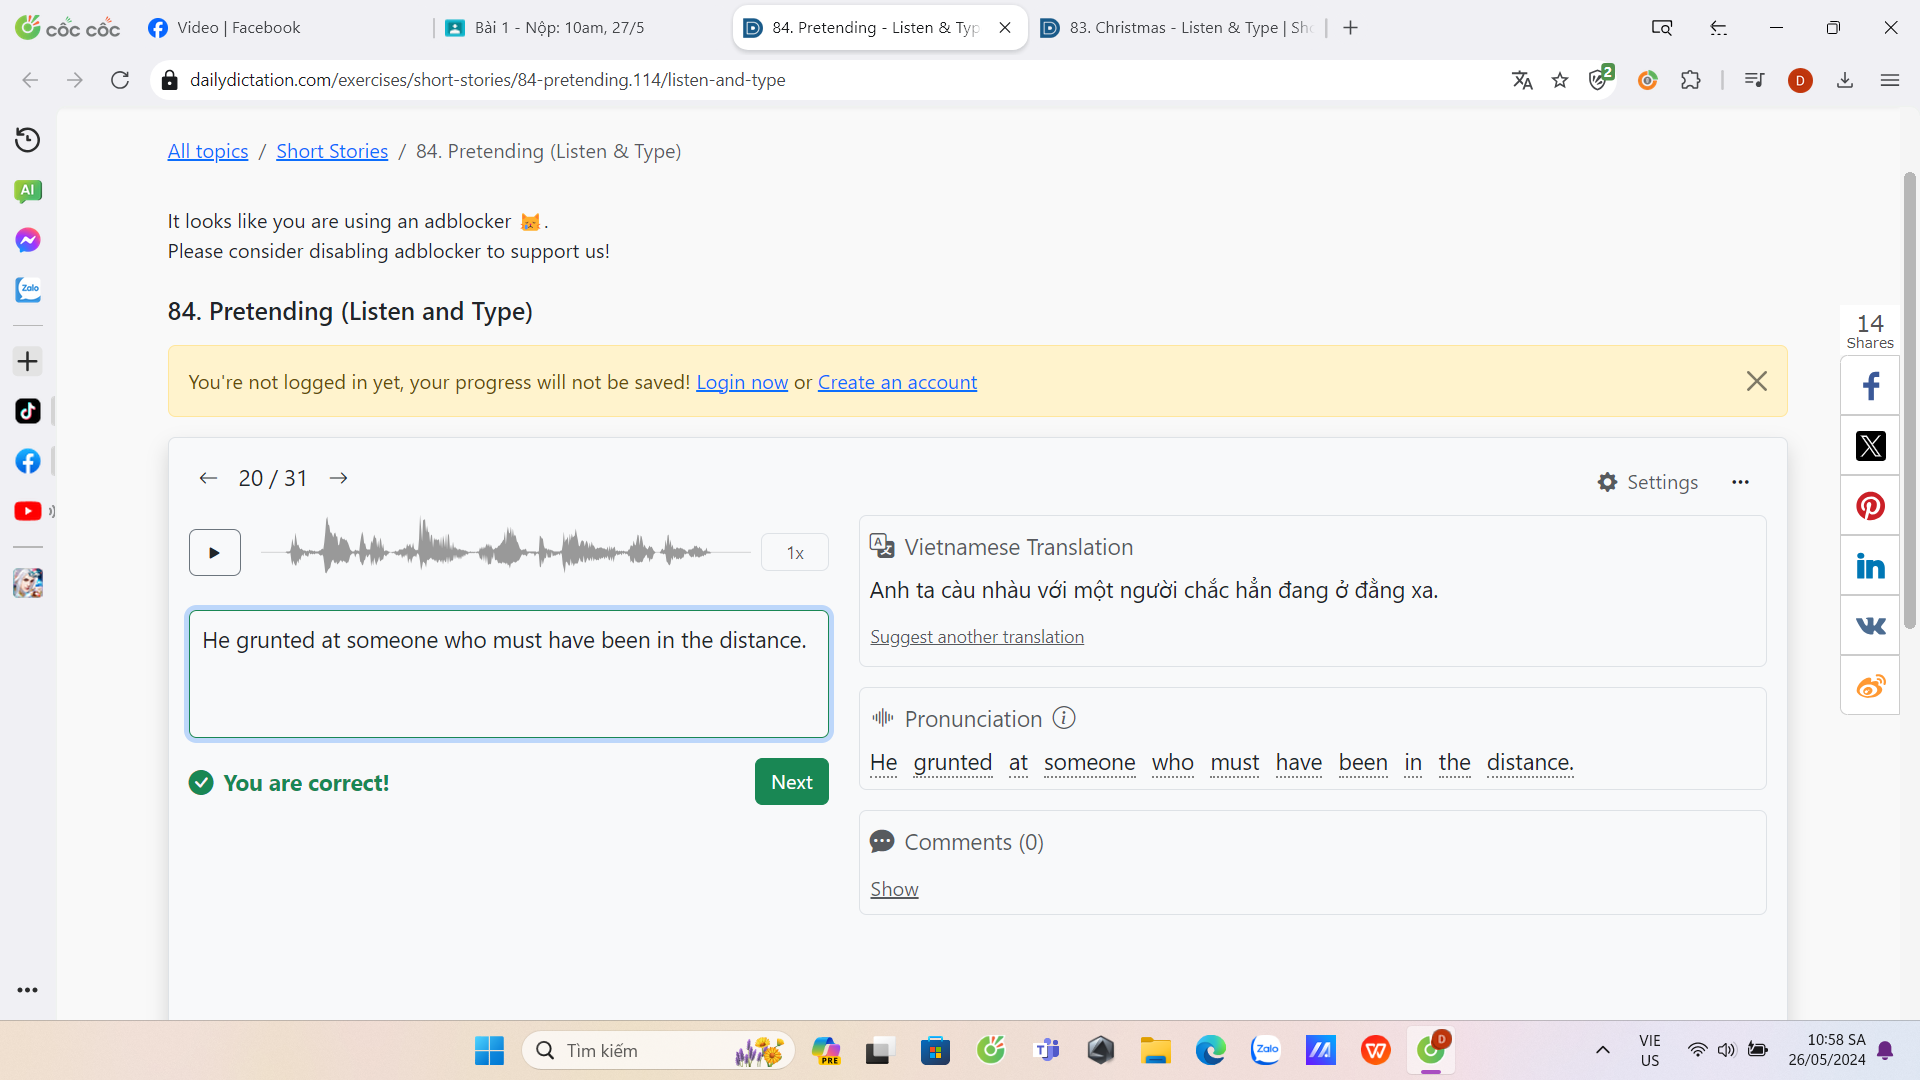 cốc cốc
Video | Facebook
Bài 1 - Nộp: 10am, 27/5
84. Pretending - Listen & Typ
83. Christmas - Listen & Type | Sho
dailydictation.com/exercises/short-stories/84-pretending.114/listen-and-type
2
D
All topics / Short Stories / 84. Pretending (Listen & Type)
AI
It looks like you are using an adblocker 😿.
Please consider disabling adblocker to support us!
Zalo
84. Pretending (Listen and Type)
14
Shares
You're not logged in yet, your progress will not be saved! Login now or Create an account
20 / 31
Settings
1x
Vietnamese Translation
Anh ta càu nhàu với một người chắc hẳn đang ở đằng xa.
Suggest another translation
He grunted at someone who must have been in the distance.
Pronunciation
He grunted at someone who must have been in the distance.
You are correct!
Next
Comments (0)
Show
Tìm kiếm
PRE
Zalo
D
VIE
US
10:58 SA
26/05/2024